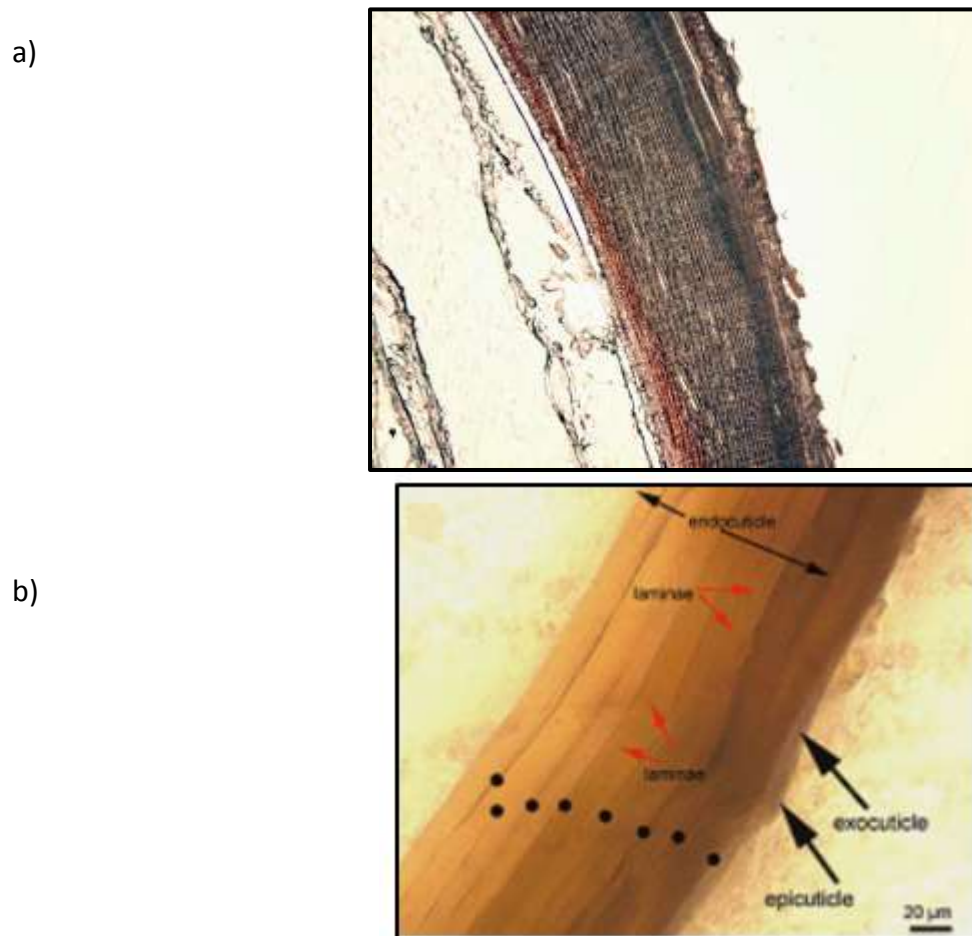 a)
b)
endocuticle
laminae
laminae
exocuticle
epicuticle
20 µm